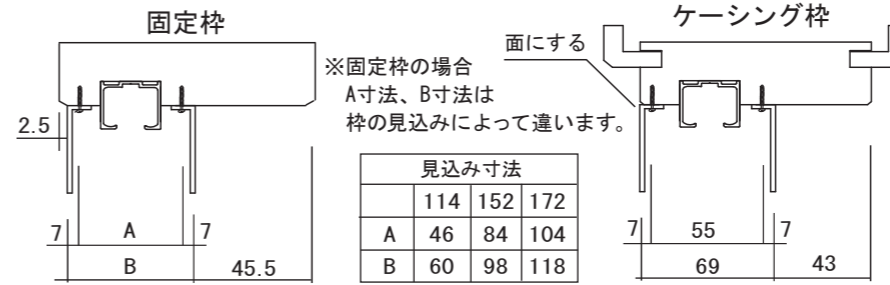 固定枠
2.5
7
A
7
B
45.5
※固定枠の場合
A寸法、B寸法は
枠の見込みによって違います。
見込み寸法
114 152 172
A 46 84 104
B 60 98 118
ケーシング枠
面にする
7
55
7
69
43